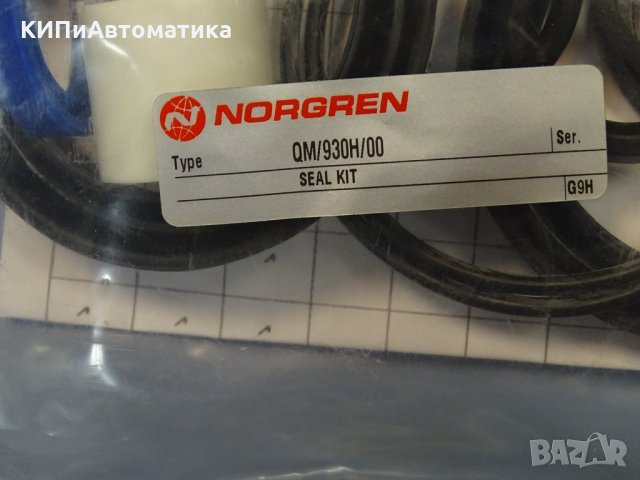 КИПиАвтоматика
NORGREN
Type QM/930H/00 Ser.
SEAL KIT
G9H
BAZAR